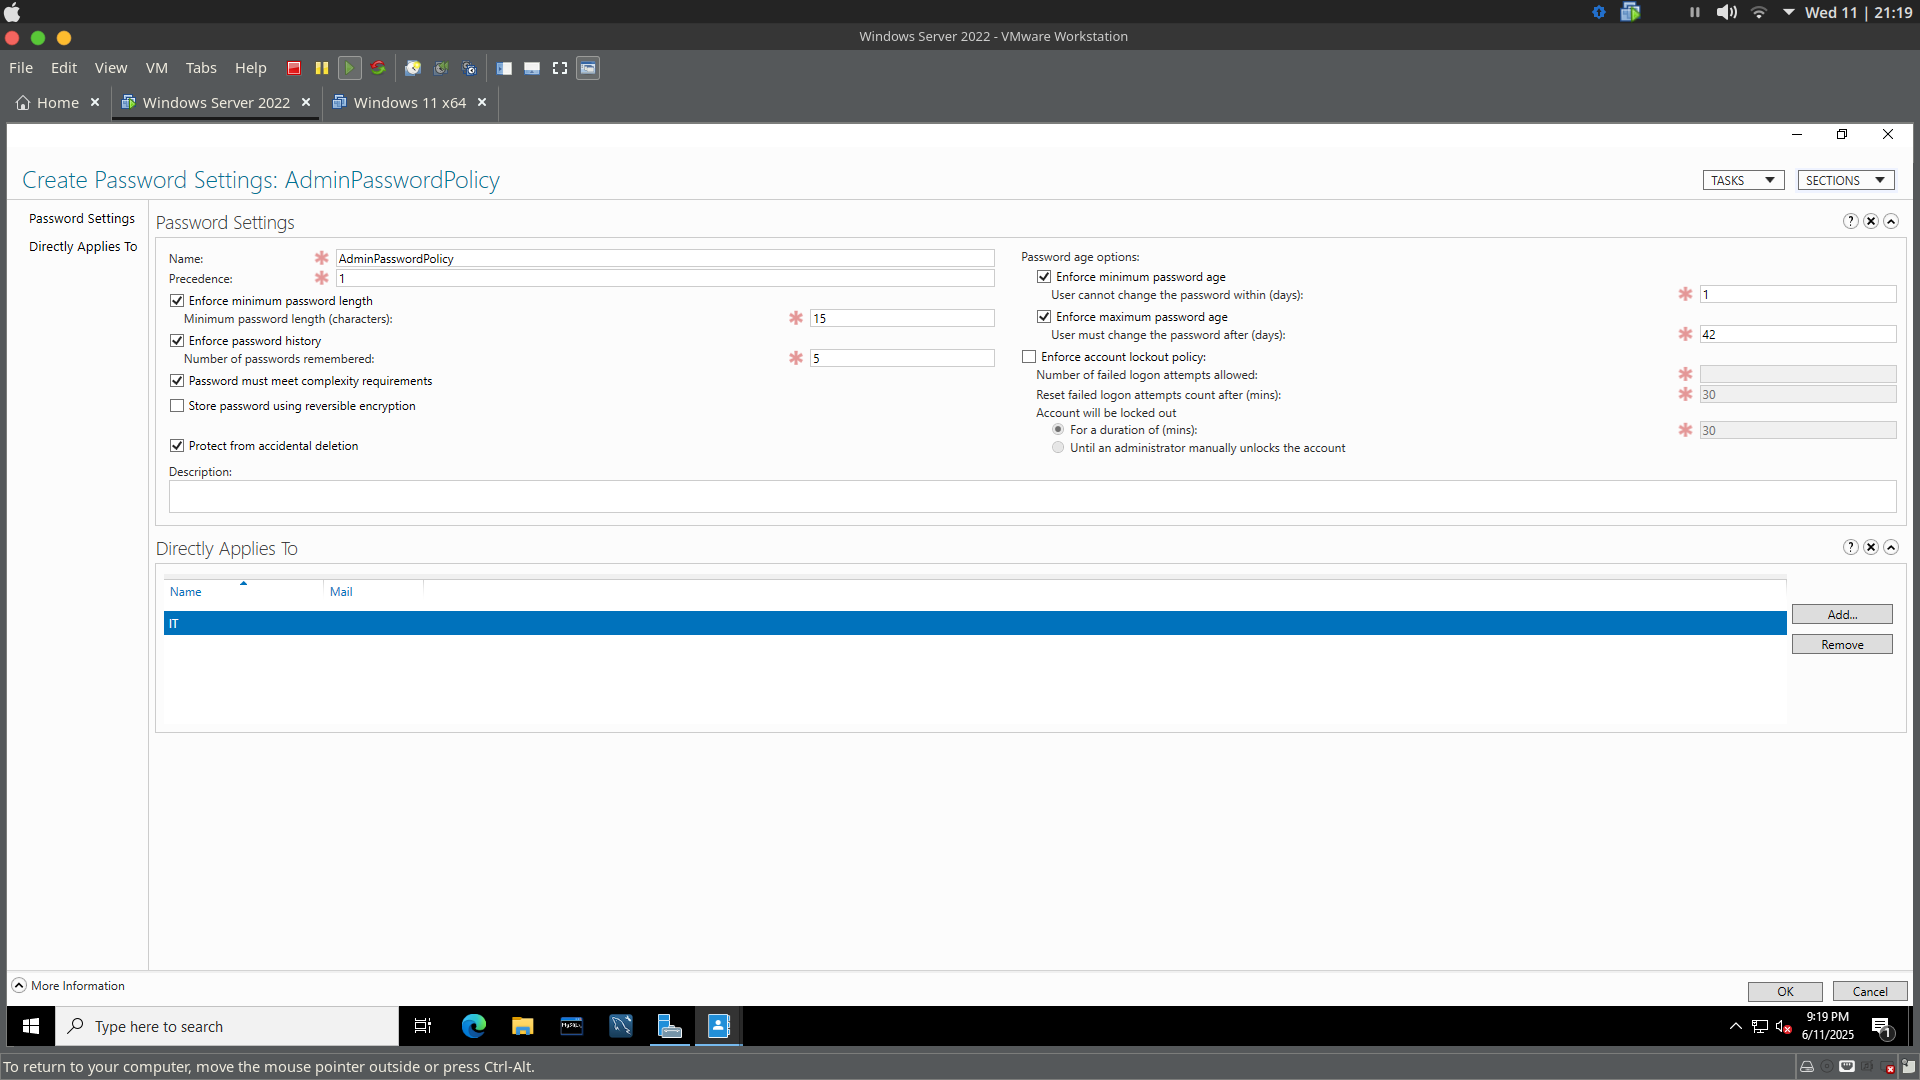 Wed 11 | 21:19
Windows Server 2022 - VMware Workstation
File Edit View VM Tabs Help
Home Windows Server 2022 Windows 11 x64
Create Password Settings: AdminPasswordPolicy
TASKS
SECTIONS
Password Settings
Directly Applies To
Password Settings
Name: AdminPasswordPolicy
Precedence: 1
Enforce minimum password length
Minimum password length (characters): 15
Enforce password history
Number of passwords remembered: 5
Password must meet complexity requirements
Store password using reversible encryption
Protect from accidental deletion
Password age options:
Enforce minimum password age
User cannot change the password within (days): 1
Enforce maximum password age
User must change the password after (days): 42
Enforce account lockout policy:
Number of failed logon attempts allowed:
Reset failed logon attempts count after (mins): 30
Account will be locked out
For a duration of (mins): 30
Until an administrator manually unlocks the account
Description:
Directly Applies To
Name Mail
IT
Add...
Remove
More Information
OK
Cancel
Type here to search
MySQL
9:19 PM
6/11/2025
1
To return to your computer, move the mouse pointer outside or press Ctrl-Alt.